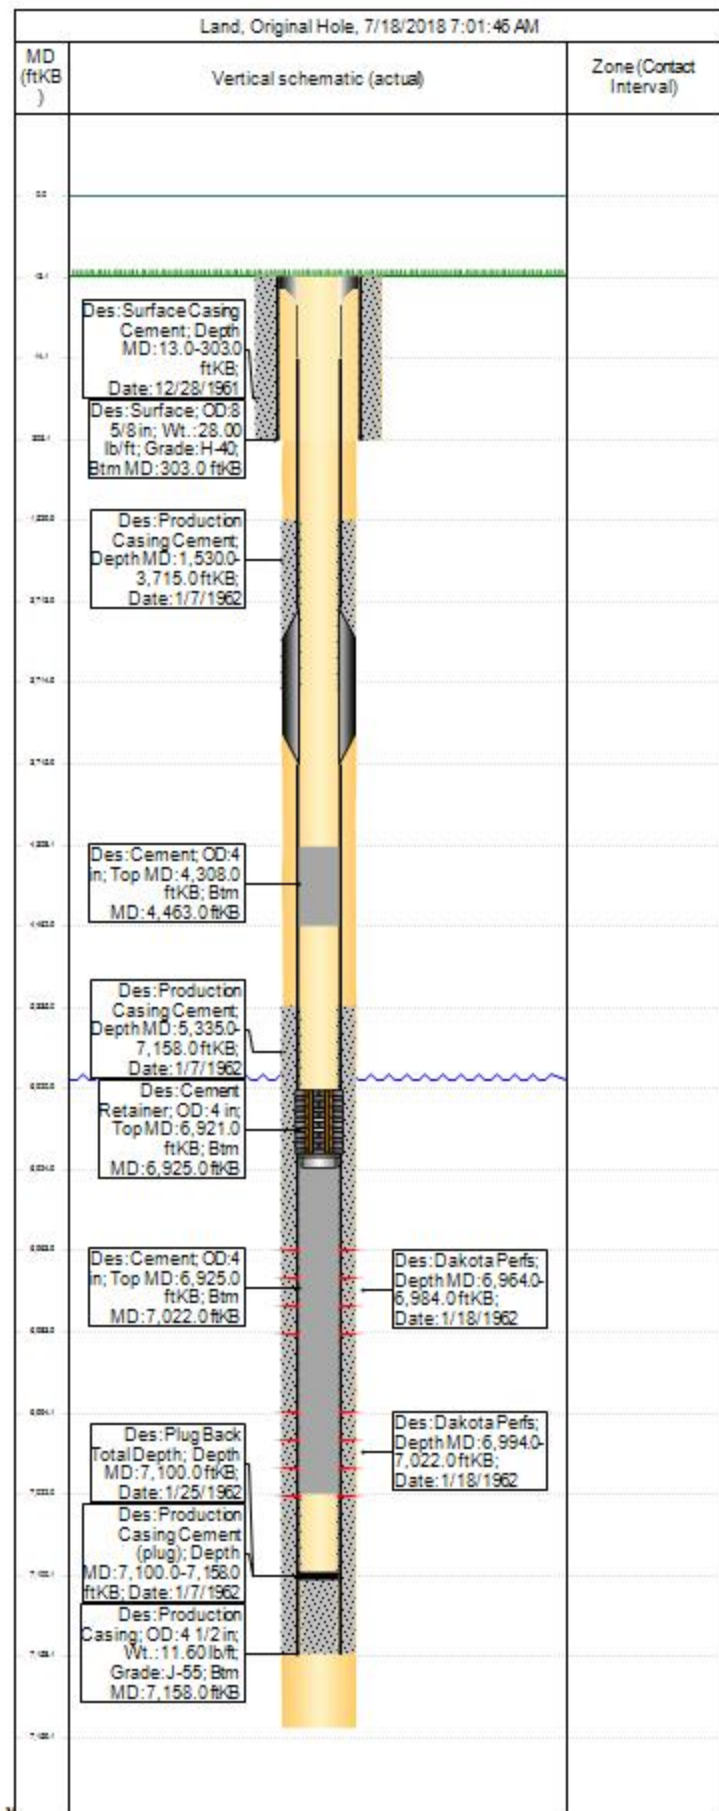 Land, Original Hole, 7/18/2018 7:01:46 AM
MD
(ftKB
)
Vertical schematic (actual)
Zone (Contact
Interval)
Des: Surface Casing
Cement; Depth
MD: 13.0-303.0
ftKB;
Date: 12/28/1961
Des: Surface; OD: 8
5/8 in; Wt.: 28.00
lb/ft; Grade: H-40;
Btm MD: 303.0 ftKB
Des: Production
Casing Cement;
Depth MD: 1,530.0-
3,715.0 ftKB;
Date: 1/7/1962
Des: Cement; OD: 4
in; Top MD: 4,308.0
ftKB; Btm
MD: 4,463.0 ftKB
Des: Production
Casing Cement;
Depth MD: 5,335.0-
7,158.0 ftKB;
Date: 1/7/1962
Des: Cement
Retainer; OD: 4 in;
Top MD: 6,921.0
ftKB; Btm
MD: 6,925.0 ftKB
Des: Cement; OD: 4
in; Top MD: 6,925.0
ftKB; Btm
MD: 7,022.0 ftKB
Des: Dakota Perfs;
Depth MD: 6,964.0-
6,984.0 ftKB;
Date: 1/18/1962
Des: Dakota Perfs;
Depth MD: 6,994.0-
7,022.0 ftKB;
Date: 1/18/1962
Des: Plug Back
Total Depth; Depth
MD: 7,100.0 ftKB;
Date: 1/25/1962
Des: Production
Casing Cement
(plug); Depth
MD: 7,100.0-7,158.0
ftKB; Date: 1/7/1962
Des: Production
Casing; OD: 4 1/2 in;
Wt.: 11.60 lb/ft;
Grade: J-55; Btm
MD: 7,158.0 ftKB